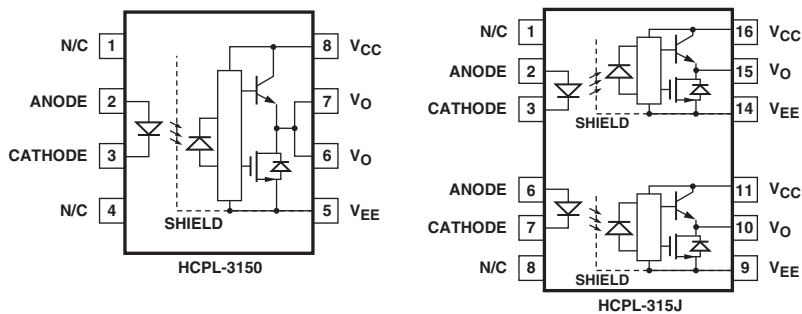 N/C 1
8 VCC
ANODE 2
7 VO
CATHODE 3
6 VO
N/C 4
5 VEE
SHIELD
HCPL-3150
N/C 1
16 VCC
ANODE 2
15 VO
CATHODE 3
14 VEE
SHIELD
ANODE 6
11 VCC
CATHODE 7
10 VO
N/C 8
9 VEE
SHIELD
HCPL-315J